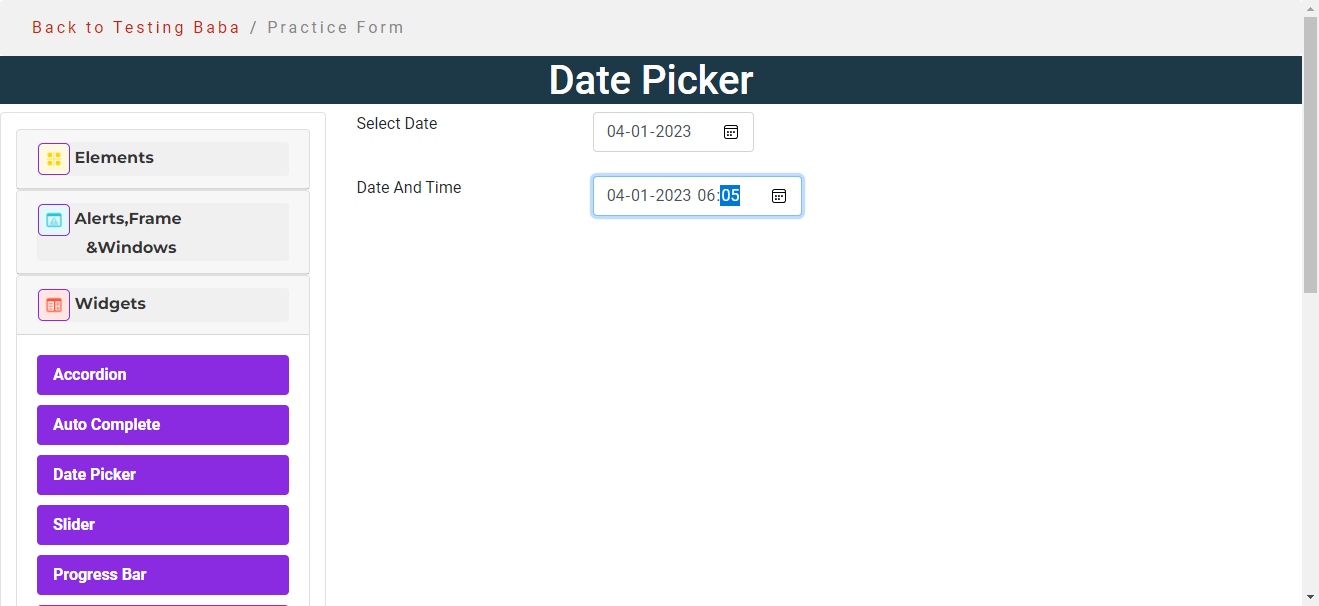 Back to Testing Baba / Practice Form
Date Picker
Elements
Alerts,Frame
&Windows
Widgets
Accordion
Auto Complete
Date Picker
Slider
Progress Bar
Select Date
04-01-2023
Date And Time
04-01-2023 06:05